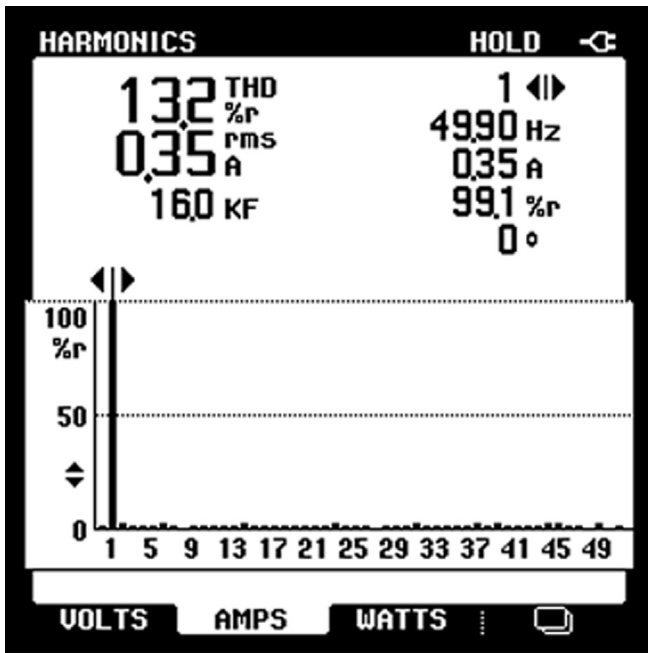 HARMONICS HOLD
13.2 THD %r
0.35 rms A
16.0 KF
1
49.90 Hz
0.35 A
99.1 %r
0 °
100
%r
50
0
1 5 9 13 17 21 25 29 33 37 41 45 49
VOLTS AMPS WATTS